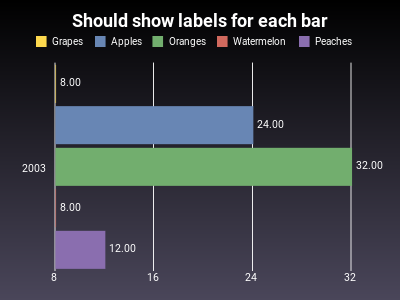 Should show labels for each bar
Grapes Apples Oranges Watermelon Peaches
8.00
24.00
2003 32.00
8.00
12.00
8 16 24 32